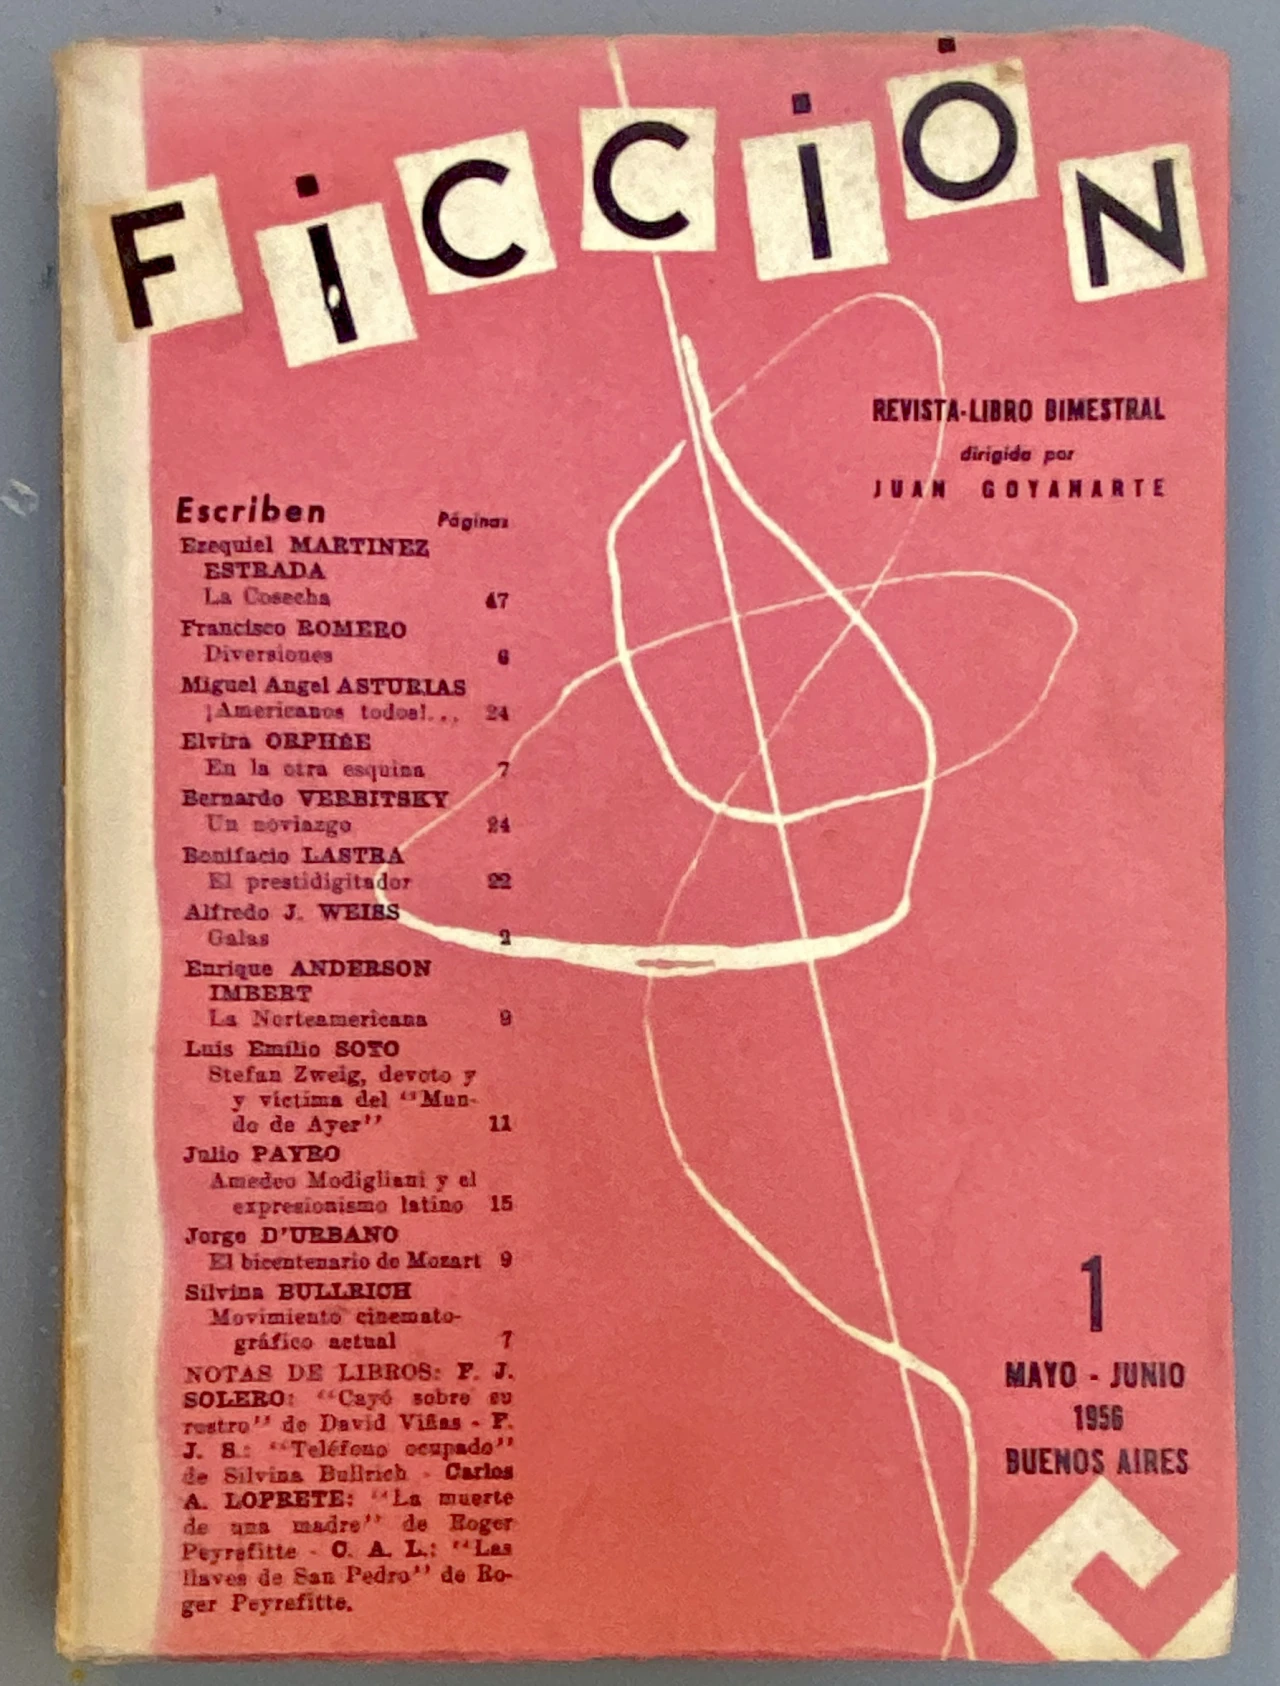 FiCCIÓN
REVISTA-LIBRO BIMESTRAL
dirigida por
JUAN GOYANARTE
Escriben Páginas
Ezequiel MARTINEZ
ESTRADA
La Cosecha 47
Francisco ROMERO
Diversiones 6
Miguel Angel ASTURIAS
¡Americanos todos!... 24
Elvira ORPHÉE
En la otra esquina 7
Bernardo VERBITSKY
Un noviazgo 24
Bonifacio LASTRA
El prestidigitador 22
Alfredo J. WEISS
Galas 2
Enrique ANDERSON
IMBERT
La Norteamericana 9
Luis Emilio SOTO
Stefan Zweig, devoto y
y víctima del “Mun-
do de Ayer” 11
Julio PAYRO
Amedeo Modigliani y el
expresionismo latino 15
Jorge D'URBANO
El bicentenario de Mozart 9
Silvina BULLRICH
Movimiento cinemato-
gráfico actual 7
NOTAS DE LIBROS: F. J.
SOLERO: “Cayó sobre su
rostro” de David Viñas - F.
J. S.: “Teléfono ocupado”
de Silvina Bullrich - Carlos
A. LOPRETE: “La muerte
de una madre” de Roger
Peyrefitte - C. A. L.: “Las
llaves de San Pedro” de Ro-
ger Peyrefitte.
1
MAYO - JUNIO
1956
BUENOS AIRES